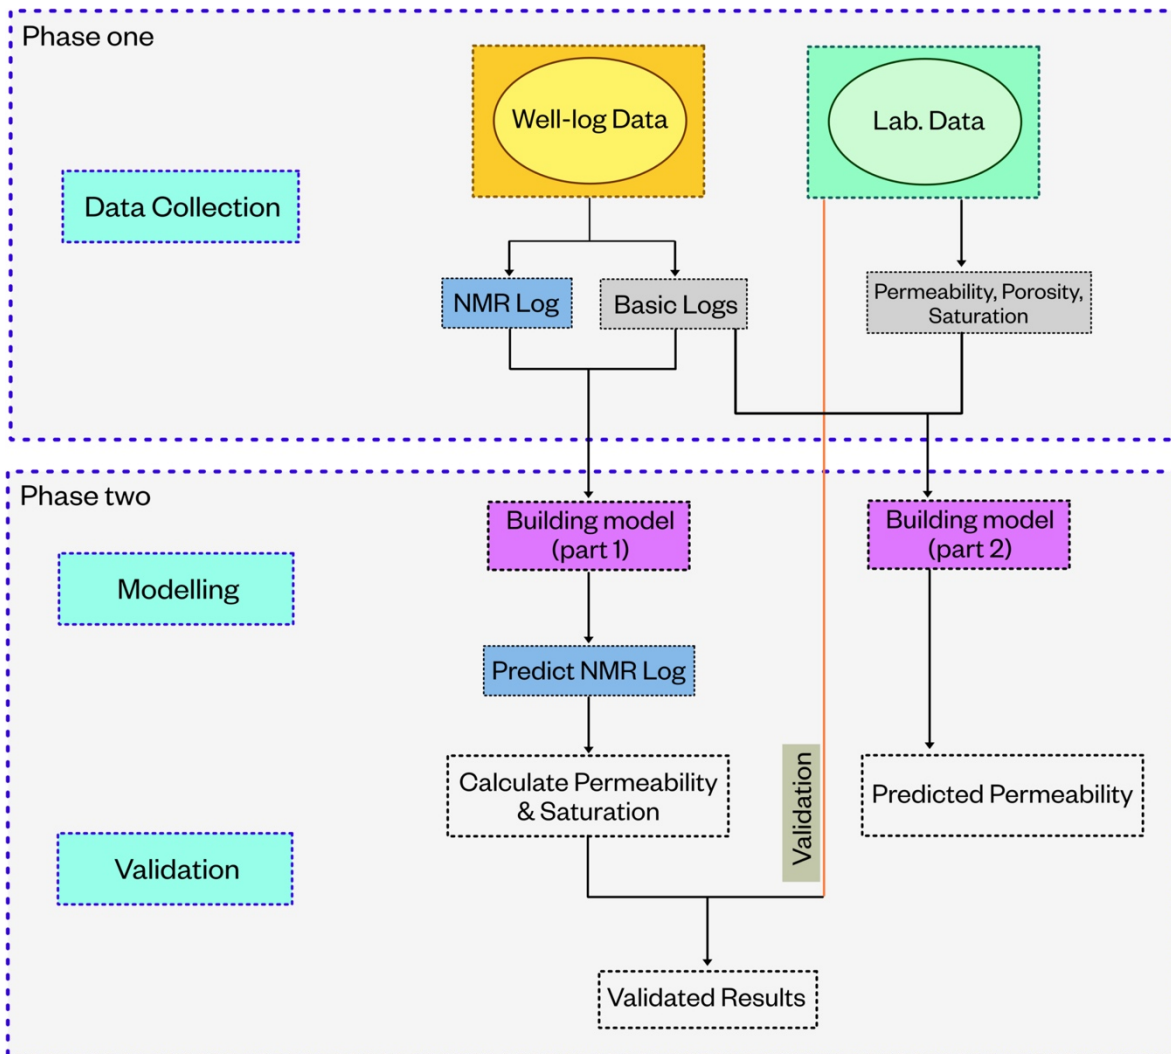 Phase one
Well-log Data
Lab. Data
Data Collection
NMR Log
Basic Logs
Permeability, Porosity,
Saturation
Phase two
Building model
(part 1)
Building model
(part 2)
Modelling
Predict NMR Log
Calculate Permeability
& Saturation
Validation
Predicted Permeability
Validation
Validated Results